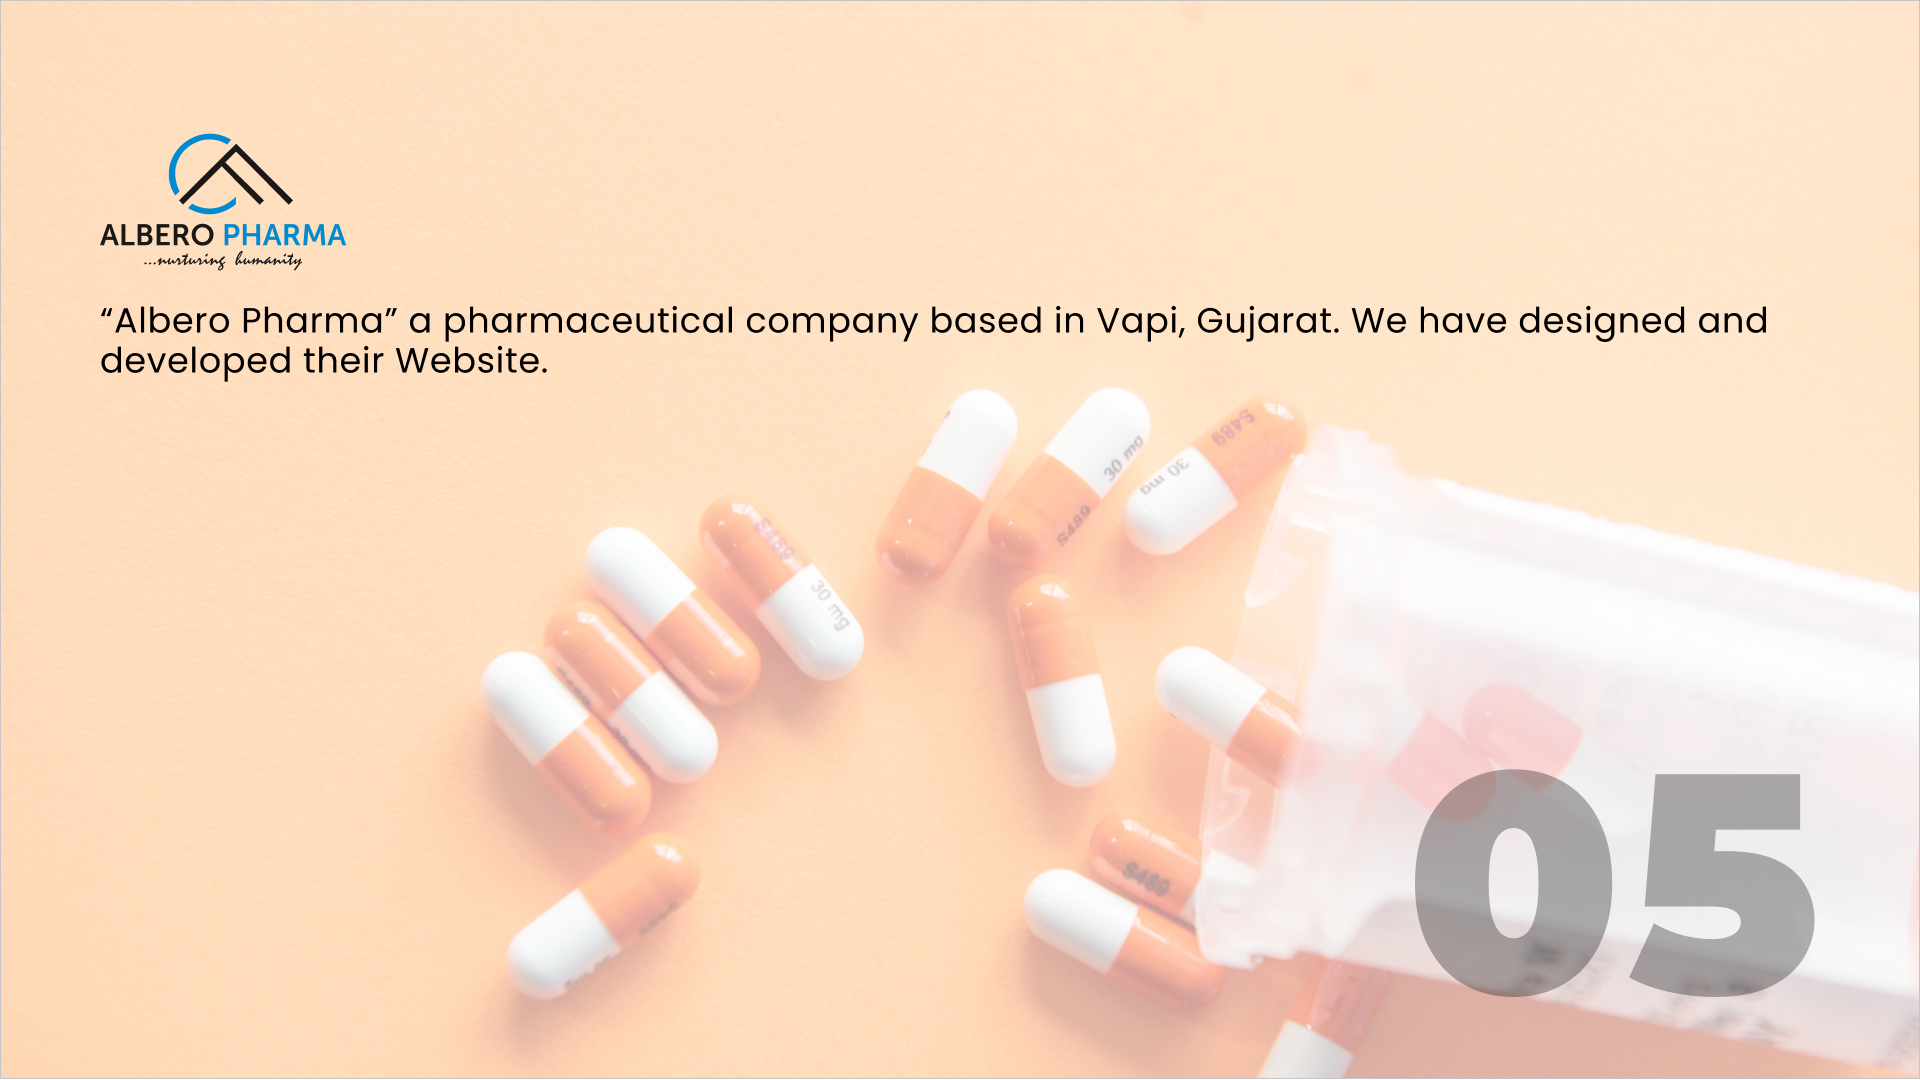 ALBERO PHARMA
...nurturing humanity
“Albero Pharma” a pharmaceutical company based in Vapi, Gujarat. We have designed and
developed their Website.
30 mg
S489
S489
30 mg
S489
30 mg
S489
05